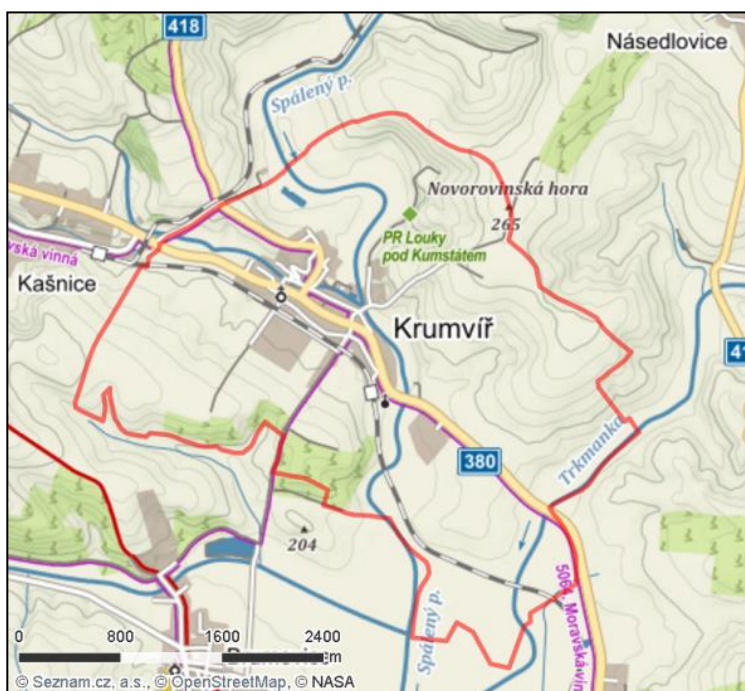 418
Násedlovice
Spálený p.
Novorovinská hora
265
PR Louky
pod Kumstátem
vská vinná
Kašnice
Krumvíř
41
Trkmanka
380
204
5064, Moravská vin
Spálený p.
0 800 1600 2400
m
© Seznam.cz, a.s., © OpenStreetMap, © NASA